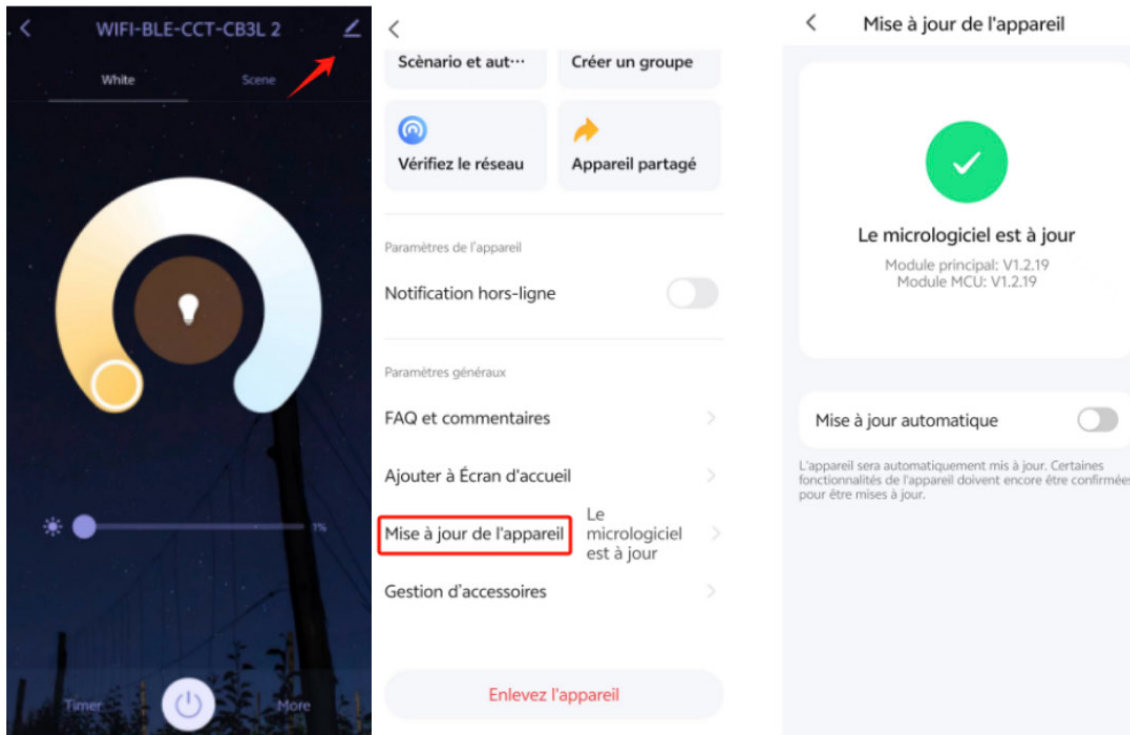 WIFI-BLE-CCT-CB3L 2
White
Scene
1%
Timer
More
Scènario et aut···
Créer un groupe
Vérifiez le réseau
Appareil partagé
Paramètres de l'appareil
Notification hors-ligne
Paramètres généraux
FAQ et commentaires
Ajouter à Écran d'accueil
Mise à jour de l'appareil
Le
micrologiciel
est à jour
Gestion d'accessoires
Enlevez l'appareil
Mise à jour de l'appareil
Le micrologiciel est à jour
Module principal: V1.2.19
Module MCU: V1.2.19
Mise à jour automatique
L'appareil sera automatiquement mis à jour. Certaines
fonctionnalités de l'appareil doivent encore être confirmées
pour être mises à jour.